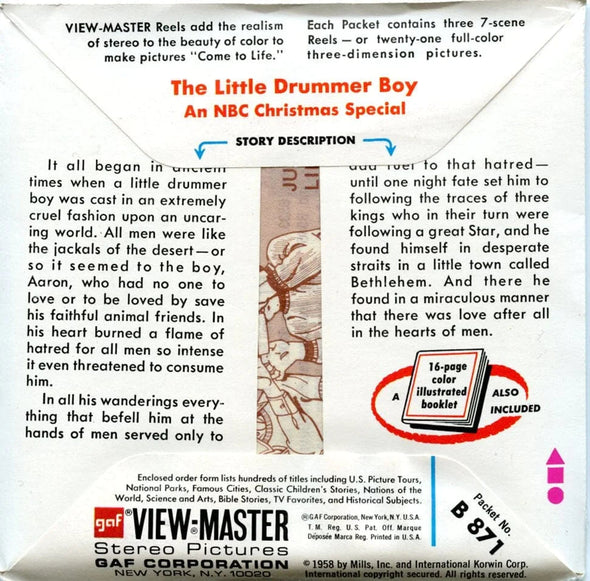 VIEW-MASTER Reels add the realism
of stereo to the beauty of color to
make pictures "Come to Life."
Each Packet contains three 7-scene
Reels — or twenty-one full-color
three-dimension pictures.
The Little Drummer Boy
An NBC Christmas Special
STORY DESCRIPTION
It all began in ancient
times when a little drummer
boy was cast in an extremely
cruel fashion upon an uncar-
ing world. All men were like
the jackals of the desert—or
so it seemed to the boy,
Aaron, who had no one to
love or to be loved by save
his faithful animal friends. In
his heart burned a flame of
hatred for all men so intense
it even threatened to consume
him.
In all his wanderings every-
thing that befell him at the
hands of men served only to
add fuel to that hatred—
until one night fate set him to
following the traces of three
kings who in their turn were
following a great Star, and he
found himself in desperate
straits in a little town called
Bethlehem. And there he
found in a miraculous manner
that there was love after all
in the hearts of men.
JU
LI
A
16-page
color
illustrated
booklet
ALSO
INCLUDED
Enclosed order form lists hundreds of titles including U.S. Picture Tours,
National Parks, Famous Cities, Classic Children's Stories, Nations of the
World, Science and Arts, Bible Stories, TV Favorites, and Historical Subjects.
gaf VIEW-MASTER
Stereo Pictures
GAF CORPORATION
NEW YORK, N.Y. 10020
®GAF Corporation, New York, N.Y. U.S.A.
T. M. Reg. U. S. Pat. Off. Marque
Déposée Marca Reg. Printed in U.S.A.
Packet No.
B 871
© 1958 by Mills, Inc. and International Korwin Corp.
International copyright secured. All rights reserved.